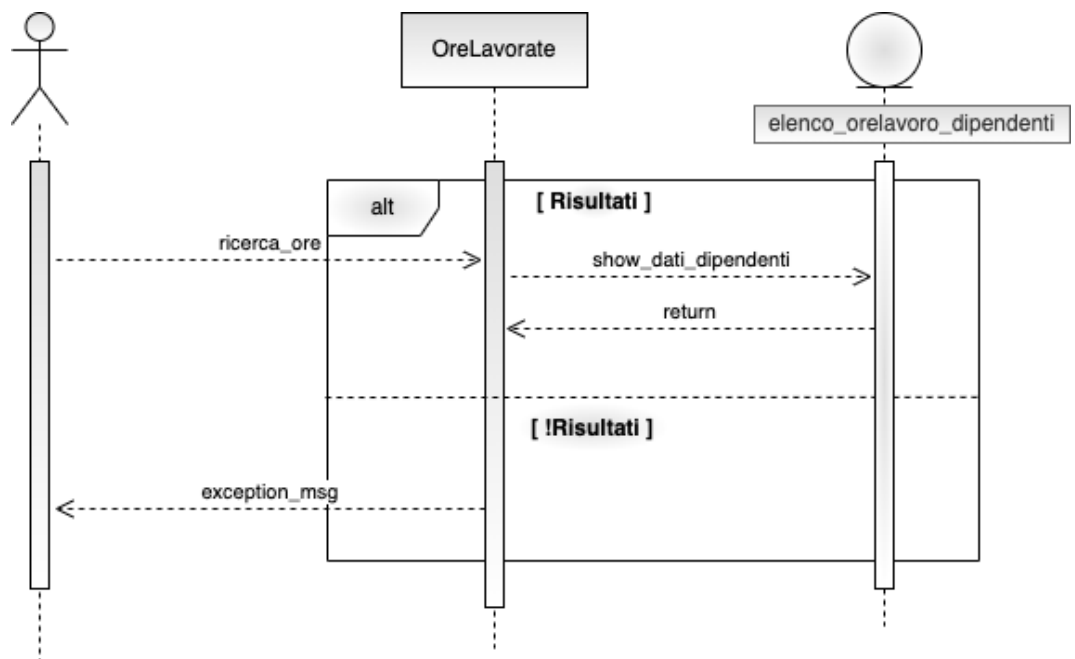 OreLavorate
elenco_orelavoro_dipendenti
alt
[ Risultati ]
ricerca_ore
show_dati_dipendenti
return
[ !Risultati ]
exception_msg